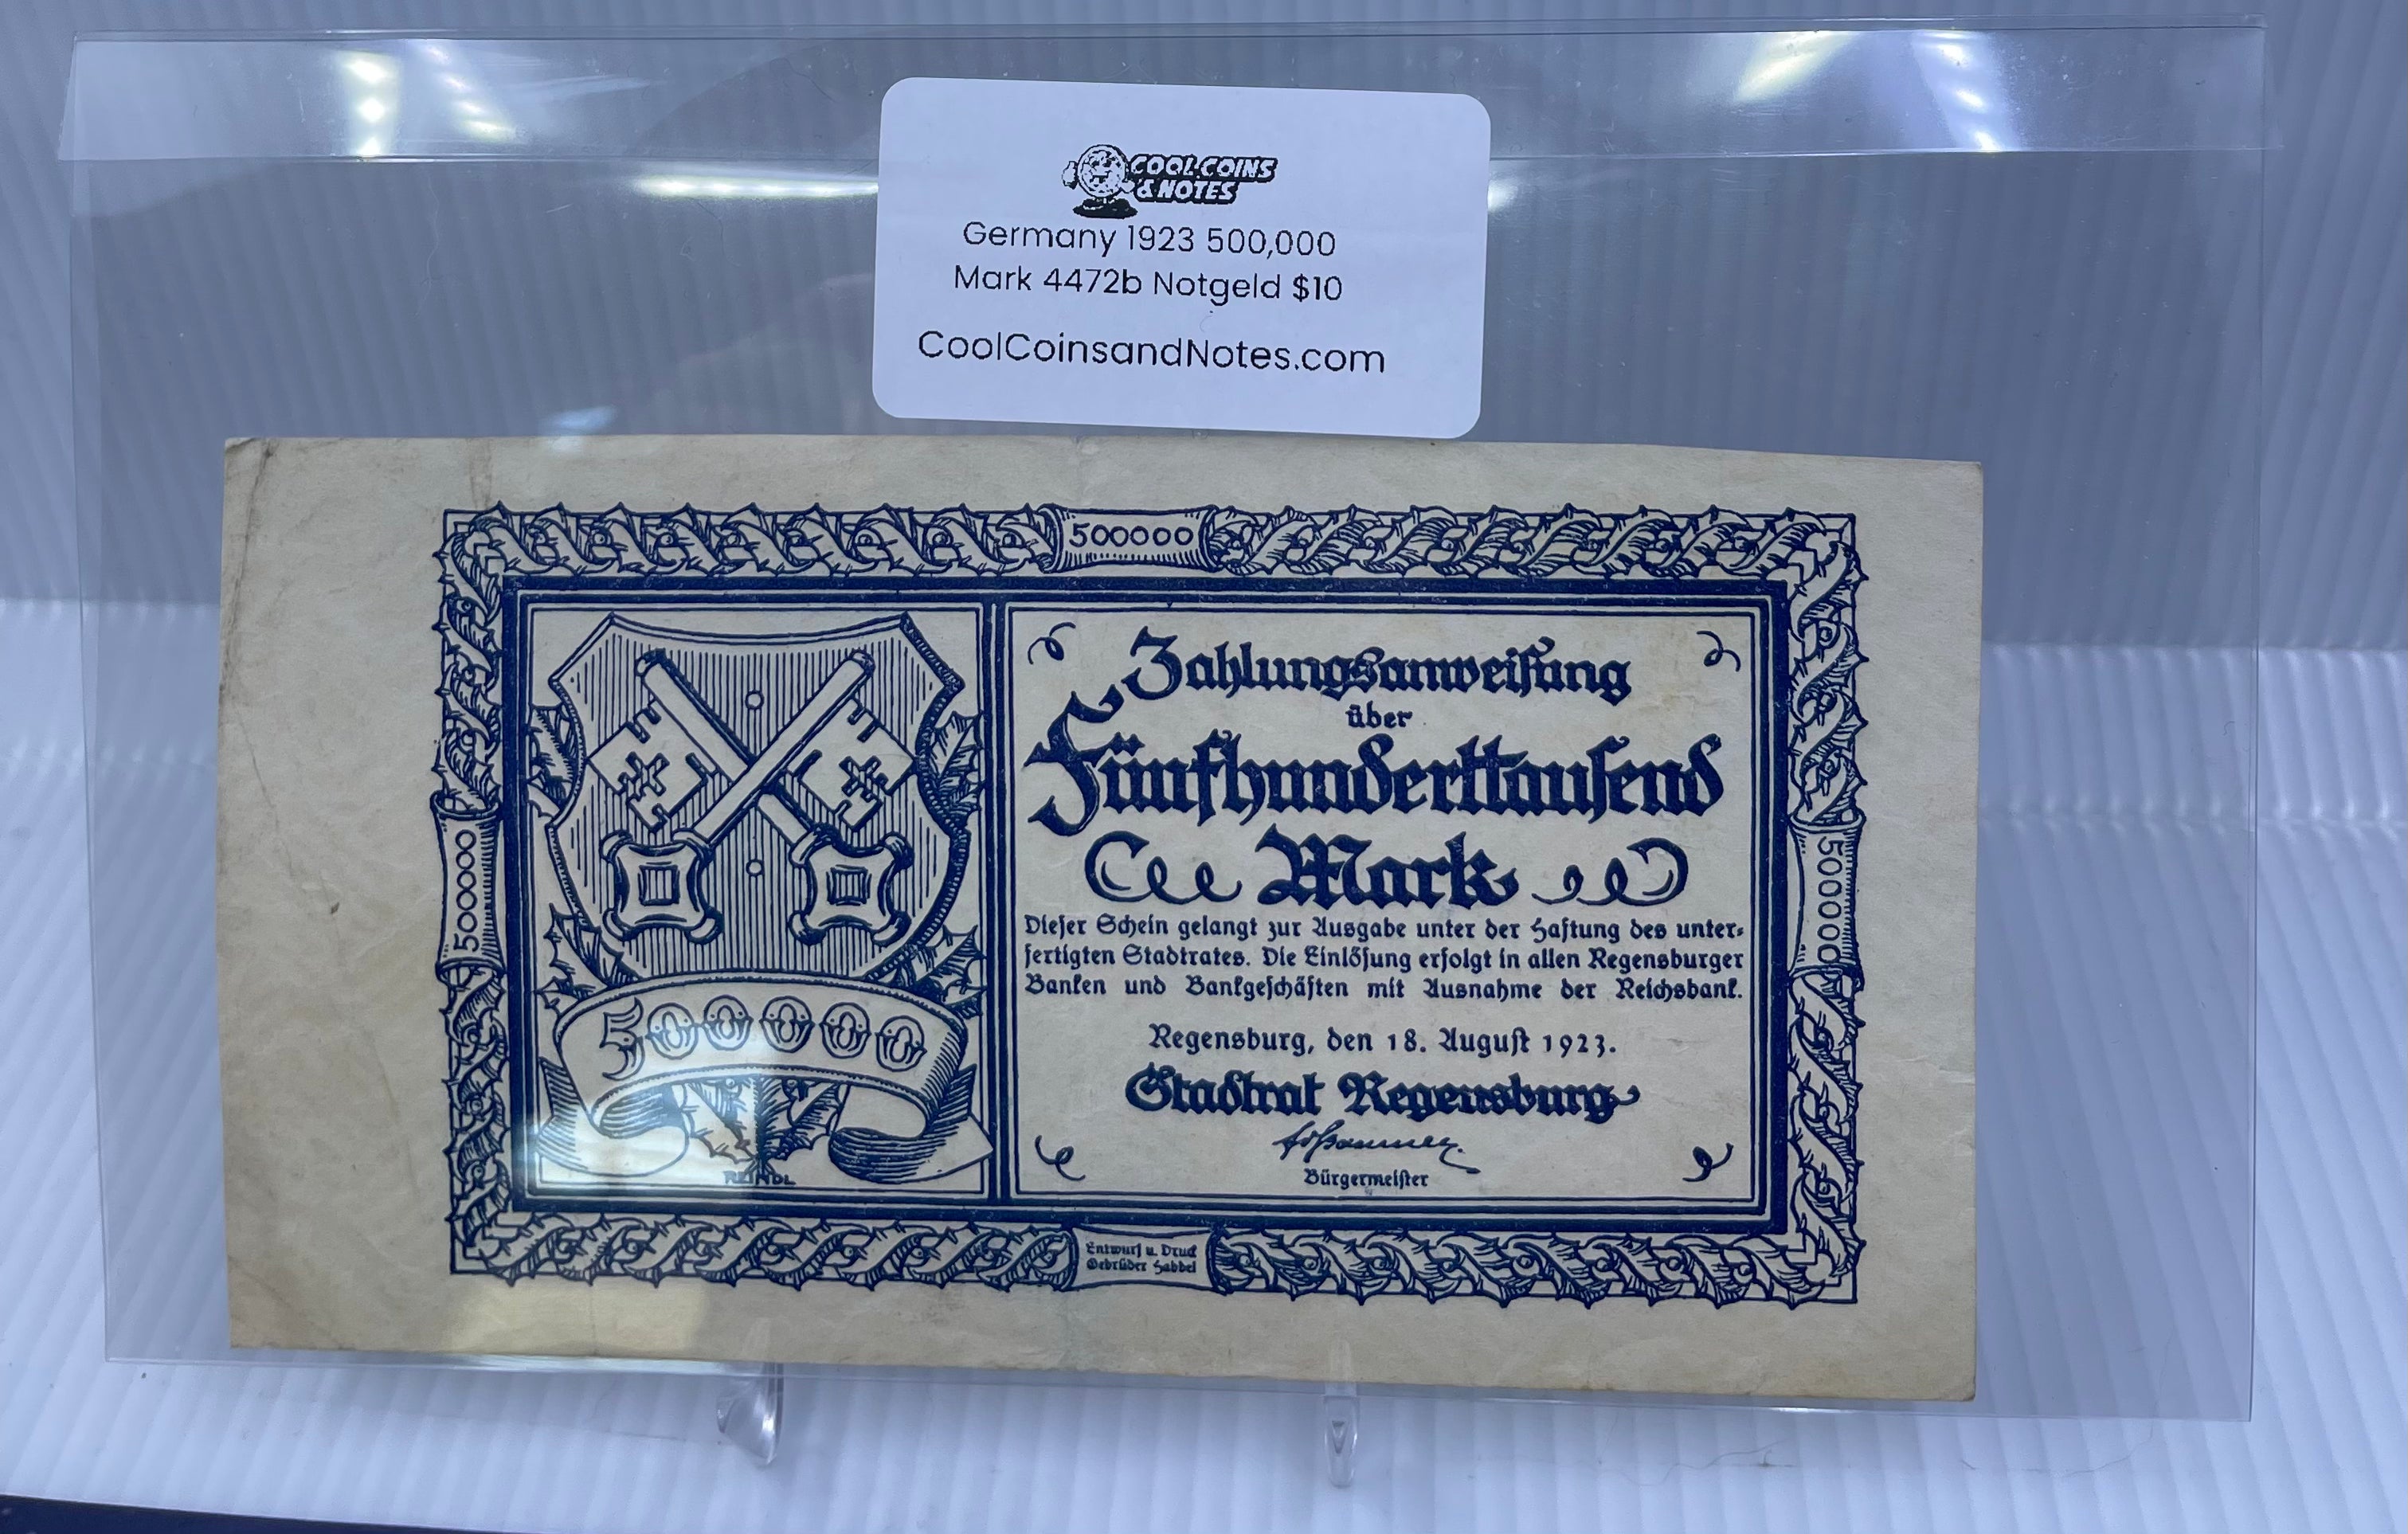 COOL COINS
& NOTES
Germany 1923 500,000
Mark 4472b Notgeld $10
CoolCoinsandNotes.com
500000
500000
500000
500000
REINDL
Zahlungsanweisung
über
Fünfhunderttausend
Mark
Dieser Schein gelangt zur Ausgabe unter der Haftung des unter-
fertigten Stadtrates. Die Einlösung erfolgt in allen Regensburger
Banken und Bankgeschäften mit Ausnahme der Reichsbank.
Regensburg, den 18. August 1923.
Stadtrat Regensburg
Bürgermeister
Entwurf u. Druck
Gebrüder Habbel